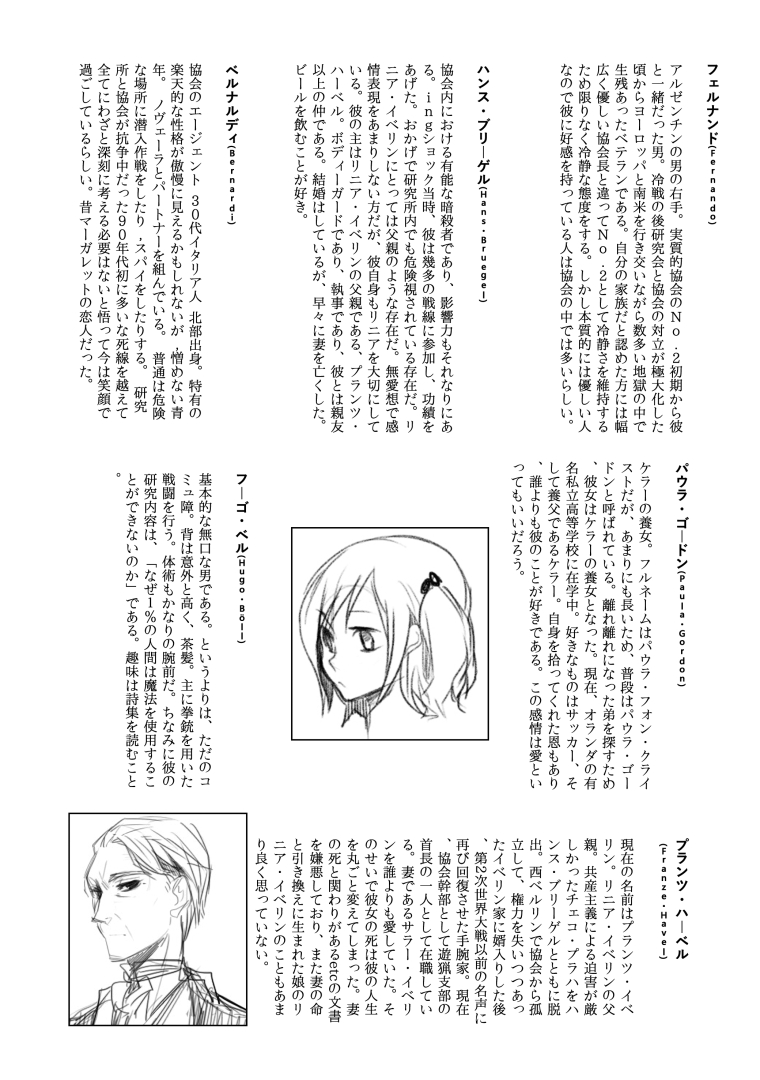 フェルナンド(Fernando)
アルゼンチンの男の右手。実質的協会のNo.2初期から彼
と一緒だった男。冷戦の後研究会と協会の対立が極大化した
頃からヨーロッパと南米を行き交いながら数多い地獄の中で
生残あったベテランである。自分の家族だと認めた方には幅
広く優しい協会長と違ってNo.2として冷静さを維持する
ため限りなく冷静な態度をする。しかし本質的には優しい人
なので彼に好感を持っている人は協会の中では多いらしい。
ハンス・ブリーゲル(Hans・Bruegel)
協会内における有能な暗殺者であり、影響力もそれなりにあ
る。ingショック当時、彼は幾多の戦線に参加し、功績を
あげた。おかげで研究所内でも危険視されている存在だ。リ
ニア・イベリンにとっては父親のような存在だ。無愛想で感
情表現をあまりしない方だが、彼自身もリニアを大切にして
いる。彼の主はリニア・イベリンの父親である、プランツ・
ハーベル。ボディーガードであり、執事であり、彼とは親友
以上の仲である。結婚はしているが、早々に妻を亡くした。
ビールを飲むことが好き。
ベルナルディ(Bernardi)
協会のエージェント 30代イタリア人 北部出身。特有の
楽天的な性格が傲慢に見えるかもしれないが,憎めない青
年。 ノヴェーラとパートナーを組んでいる。 普通は危険
な場所に潜入作戦をしたり,スパイをしたりする。 研究
所と協会が抗争中だった90年代初に多いな死線を越えて
全てにわざと深刻に考える必要はないと悟って今は笑顔で
過ごしているらしい。昔マーガレットの恋人だった。
パウラ・ゴードン(Paula・Gordon)
ケラーの養女。フルネームはパウラ・フォン・クライ
ストだが、あまりにも長いため、普段はパウラ・ゴー
ドンと呼ばれている。離れ離れになった弟を探すため
、彼女はケラーの養女となった。現在、オランダの有
名私立高等学校に在学中。好きなものはサッカー、そ
して養父であるケラー。自身を拾ってくれた恩もあり
、誰よりも彼のことが好きである。この感情は愛とい
ってもいいだろう。
フーゴ・ベル(Hugo・Böll)
基本的な無口な男である。というよりは、ただのコ
ミュ障。背は意外と高く、茶髪。主に拳銃を用いた
戦闘を行う。体術もかなりの腕前だ。ちなみに彼の
研究内容は、「なぜ1%の人間は魔法を使用するこ
とができないのか」である。趣味は詩集を読むこと
。
プランツ・ハーベル
(Franze・Havel)
現在の名前はプランツ・イベ
リン。リニア・イベリンの父
親。共産主義による迫害が厳
しかったチェコ・プラハをハ
ンス・ブリーゲルとともに脱
出。西ベルリンで協会から孤
立して、権力を失いつつあっ
たイベリン家に婿入りした後
、第2次世界大戦以前の名声に
再び回復させた手腕家。現在
、協会幹部として遊猟支部の
首長の一人として在職してい
る。妻であるサラー・イベリ
ンを誰よりも愛していた。そ
のせいで彼女の死は彼の人生
を丸ごと変えてしまった。妻
の死と関わりがあるetcの文書
を嫌悪しており、また妻の命
と引き換えに生まれた娘のリ
ニア・イベリンのこともあま
り良く思っていない。